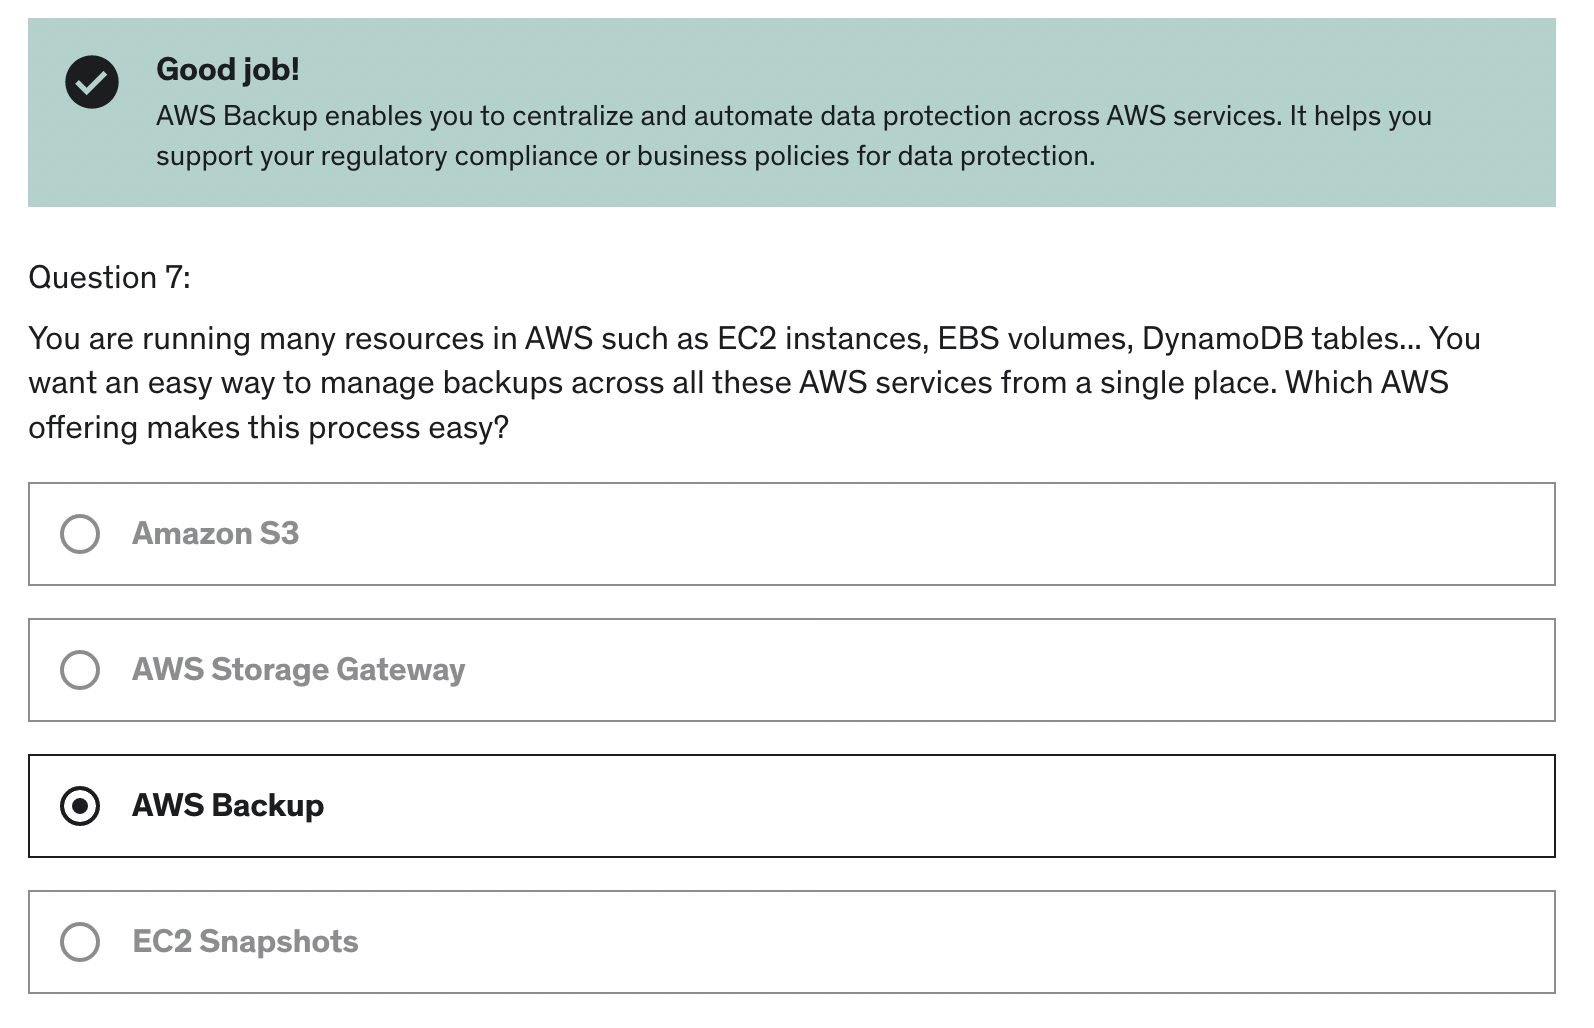 Good job!
AWS Backup enables you to centralize and automate data protection across AWS services. It helps you
support your regulatory compliance or business policies for data protection.
Question 7:
You are running many resources in AWS such as EC2 instances, EBS volumes, DynamoDB tables... You
want an easy way to manage backups across all these AWS services from a single place. Which AWS
offering makes this process easy?
Amazon S3
AWS Storage Gateway
AWS Backup
EC2 Snapshots